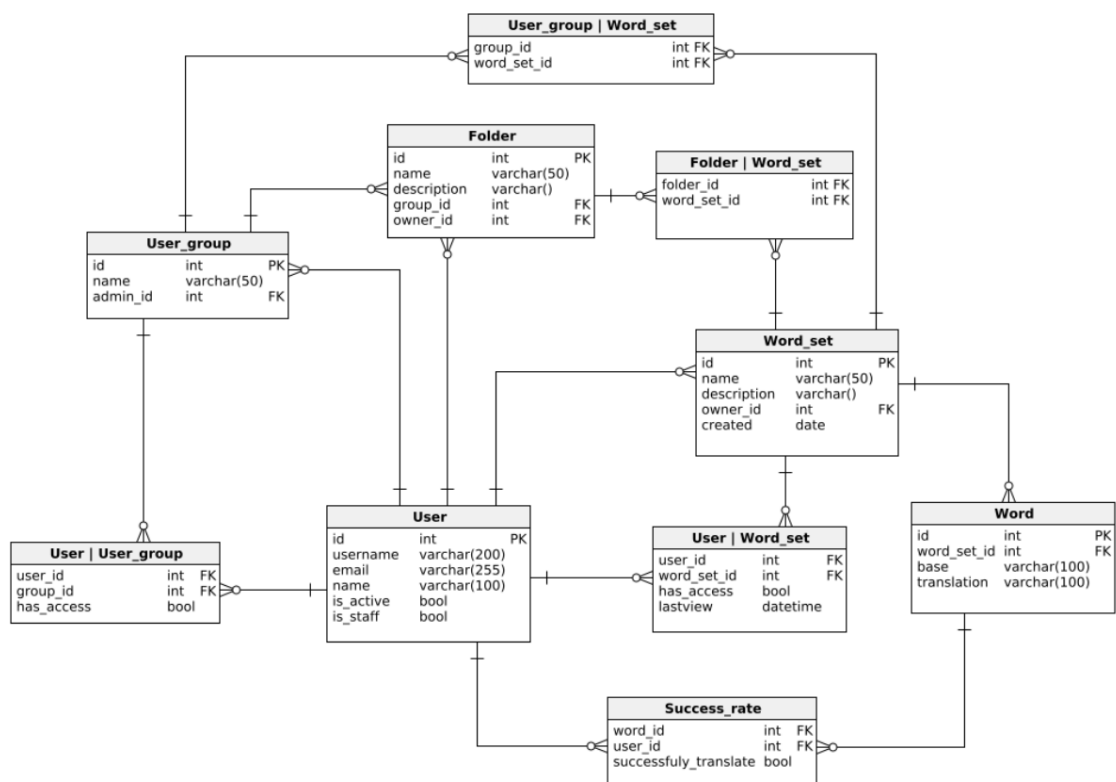 User_group | Word_set
group_id int FK
word_set_id int FK
Folder
id int PK
name varchar(50)
description varchar()
group_id int FK
owner_id int FK
Folder | Word_set
folder_id int FK
word_set_id int FK
User_group
id int PK
name varchar(50)
admin_id int FK
Word_set
id int PK
name varchar(50)
description varchar()
owner_id int FK
created date
User
id int PK
username varchar(200)
email varchar(255)
name varchar(100)
is_active bool
is_staff bool
User | Word_set
user_id int FK
word_set_id int FK
has_access bool
lastview datetime
Word
id int PK
word_set_id int FK
base varchar(100)
translation varchar(100)
User | User_group
user_id int FK
group_id int FK
has_access bool
Success_rate
word_id int FK
user_id int FK
successfuly_translate bool